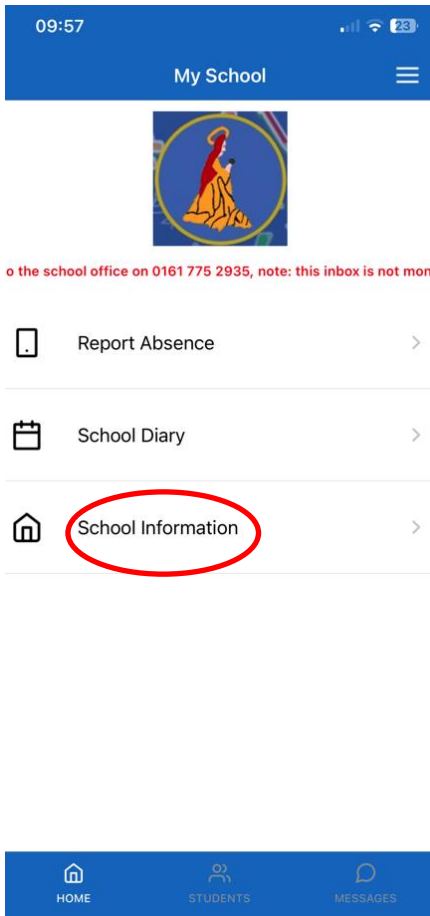 09:57
23
My School
o the school office on 0161 775 2935, note: this inbox is not mon
Report Absence
School Diary
School Information
HOME
STUDENTS
MESSAGES